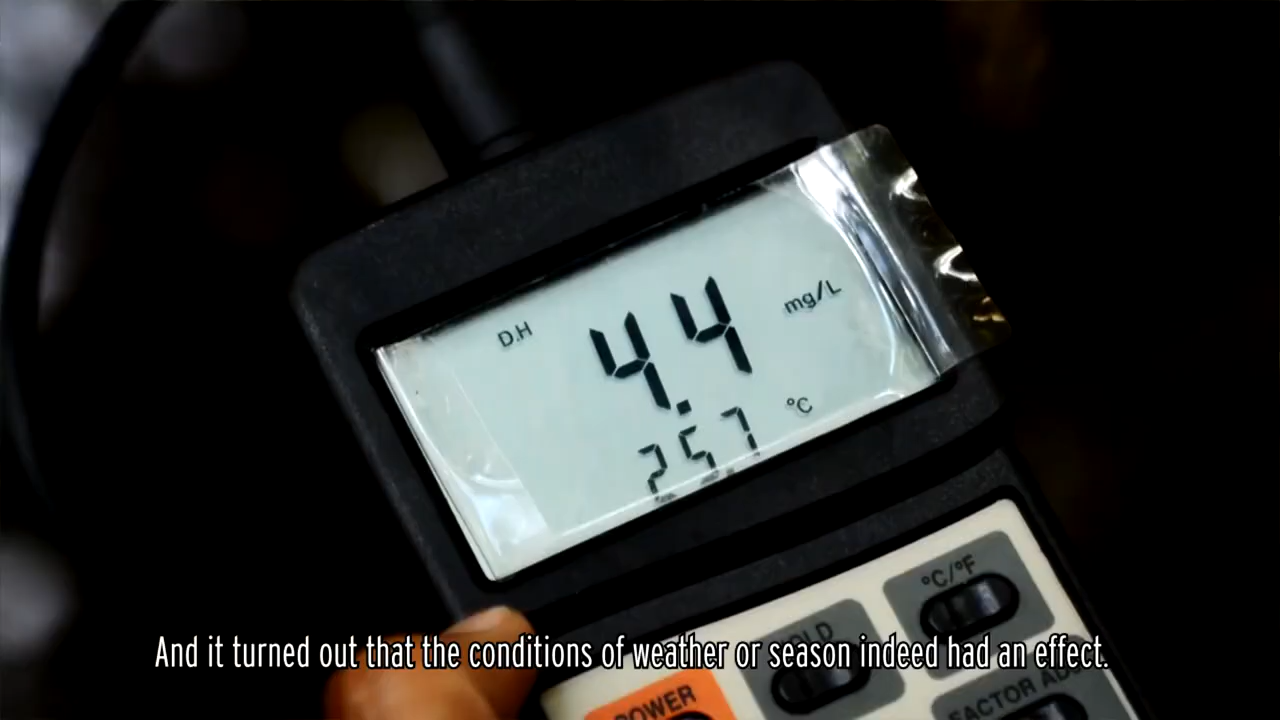 D.H
4.4
mg/L
25.7
°C
°C/°F
POWER
And it turned out that the conditions of weather or season indeed had an effect.